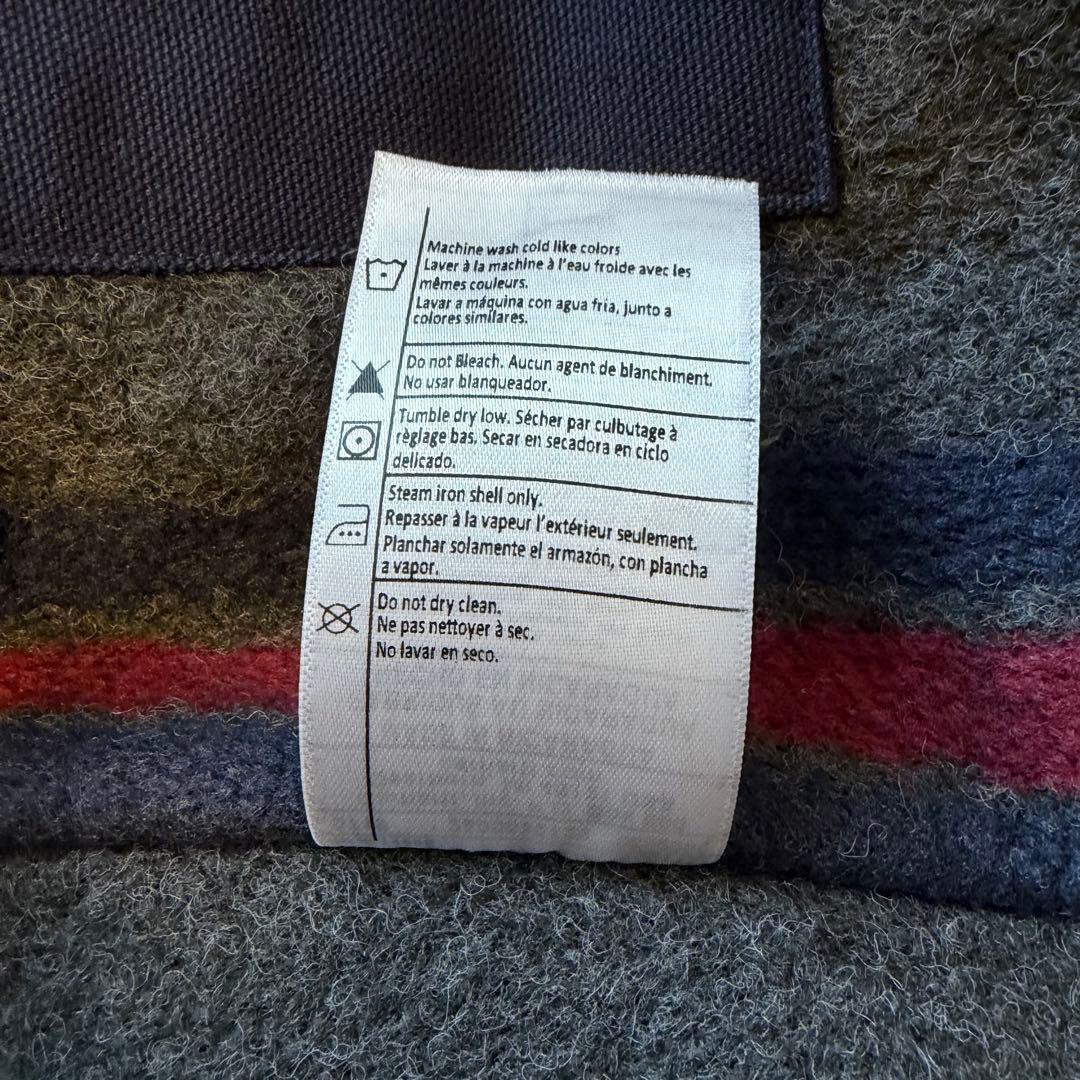 Machine wash cold like colors
Laver à la machine à l'eau froide avec les
mêmes couleurs.
Lavar a máquina con agua fria, junto a
colores similares.
Do not Bleach. Aucun agent de blanchiment.
No usar blanqueador.
Tumble dry low. Sécher par culbutage à
règlage bas. Secar en secadora en ciclo
delicado.
Steam iron shell only.
Repasser à la vapeur l'extérieur seulement.
Planchar solamente el armazón, con plancha
a vapor.
Do not dry clean.
Ne pas nettoyer à sec.
No lavar en seco.